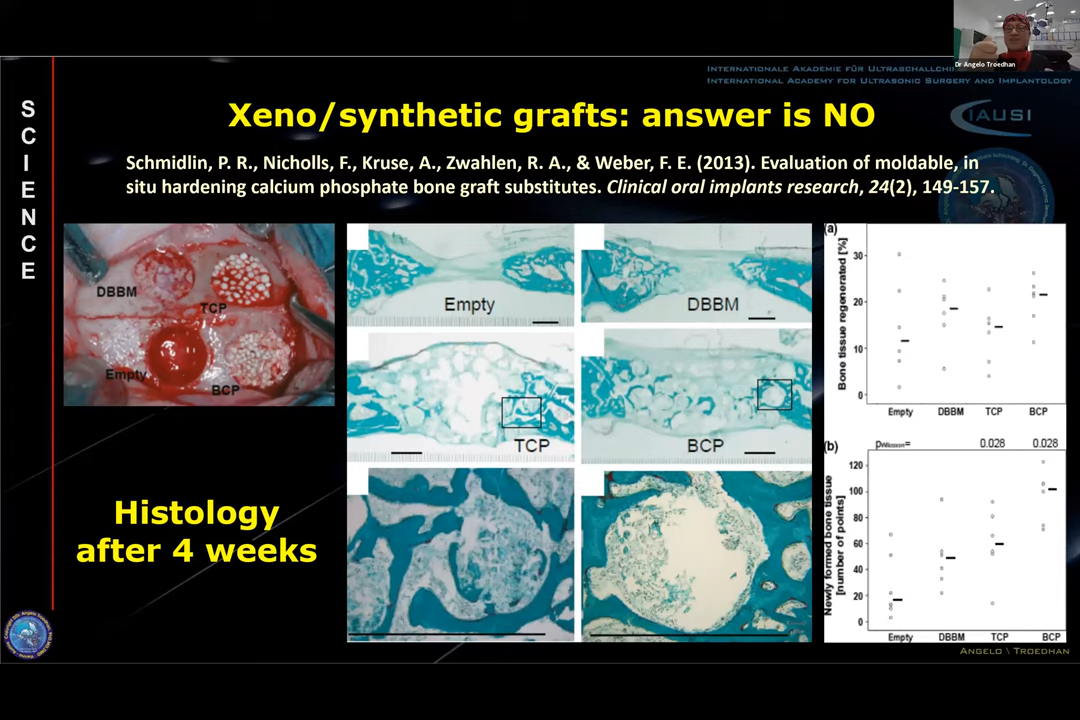 Dr Angelo Troedhan
INTERNATIONALE AKADEMIE FÜR ULTRASCHALLCHI
INTERNATIONAL ACADEMY FOR ULTRASONIC SURGERY AND IMPLANTOLOGY
IAUSI
SCIENCE
Xeno/synthetic grafts: answer is NO
Schmidlin, P. R., Nicholls, F., Kruse, A., Zwahlen, R. A., & Weber, F. E. (2013). Evaluation of moldable, in
situ hardening calcium phosphate bone graft substitutes. Clinical oral implants research, 24(2), 149-157.
DBBM
TCP
Empty
BCP
Empty
DBBM
TCP
BCP
Histology
after 4 weeks
(a)
Bone tissue regenerated [%]
30
20
10
0
Empty DBBM TCP BCP
(b)
pWilcoxon= 0.028 0.028
Newly formed bone tissue
[number of points]
120
100
80
60
40
20
0
Empty DBBM TCP BCP
ANGELO \ TROEDHAN